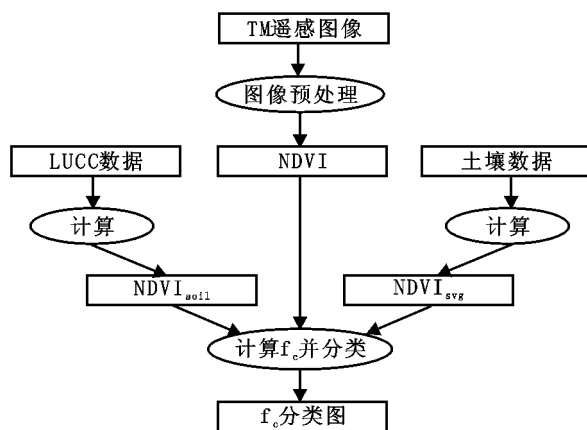 TM遥感图像
图像预处理
LUCC数据
NDVI
土壤数据
计算
计算
NDVIsoil
NDVIsvg
计算fc并分类
fc分类图